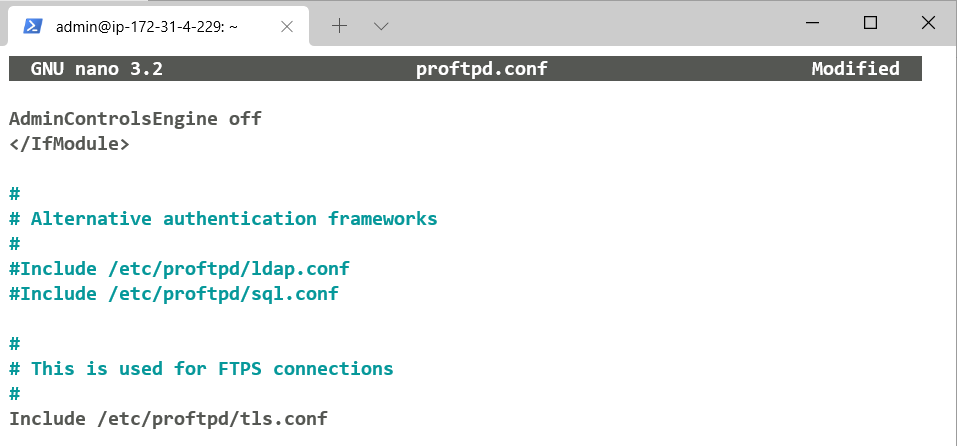 admin@ip-172-31-4-229: ~
GNU nano 3.2 proftpd.conf Modified
AdminControlsEngine off
</IfModule>
#
# Alternative authentication frameworks
#
#Include /etc/proftpd/ldap.conf
#Include /etc/proftpd/sql.conf
#
# This is used for FTPS connections
#
Include /etc/proftpd/tls.conf